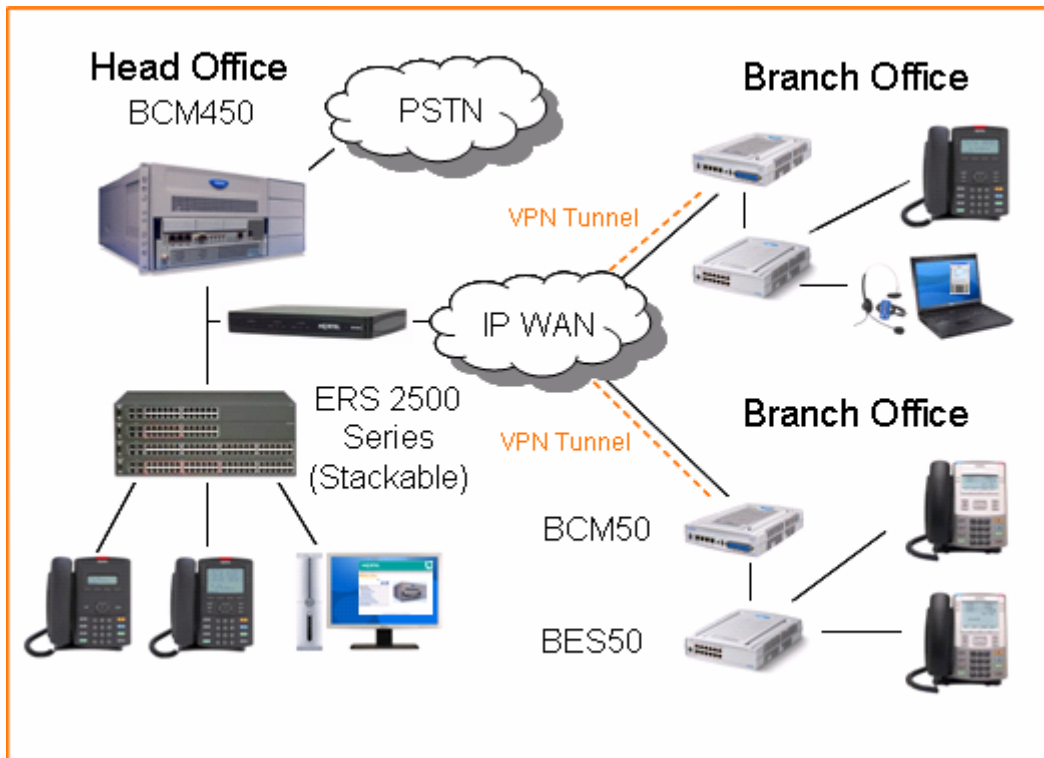 Head Office
BCM450
PSTN
Branch Office
VPN Tunnel
IP WAN
ERS 2500
Series
(Stackable)
VPN Tunnel
Branch Office
BCM50
BES50